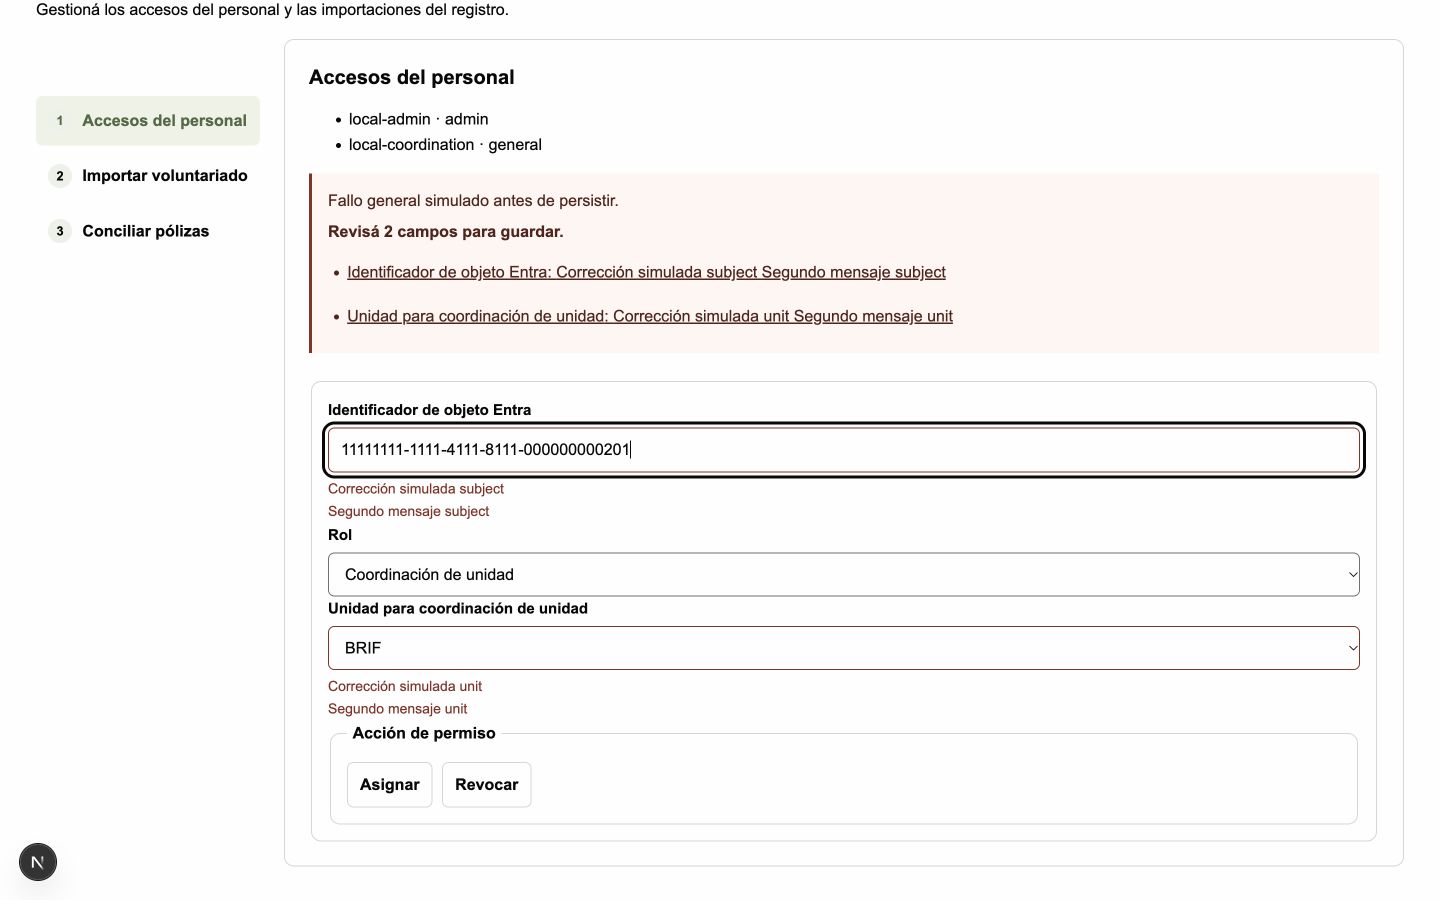 Gestioná los accesos del personal y las importaciones del registro.
1 Accesos del personal
2 Importar voluntariado
3 Conciliar pólizas
Accesos del personal
• local-admin · admin
• local-coordination · general
Fallo general simulado antes de persistir.
Revisá 2 campos para guardar.
• Identificador de objeto Entra: Corrección simulada subject Segundo mensaje subject
• Unidad para coordinación de unidad: Corrección simulada unit Segundo mensaje unit
Identificador de objeto Entra
11111111-1111-4111-8111-000000000201
Corrección simulada subject
Segundo mensaje subject
Rol
Coordinación de unidad
Unidad para coordinación de unidad
BRIF
Corrección simulada unit
Segundo mensaje unit
Acción de permiso
Asignar Revocar
N